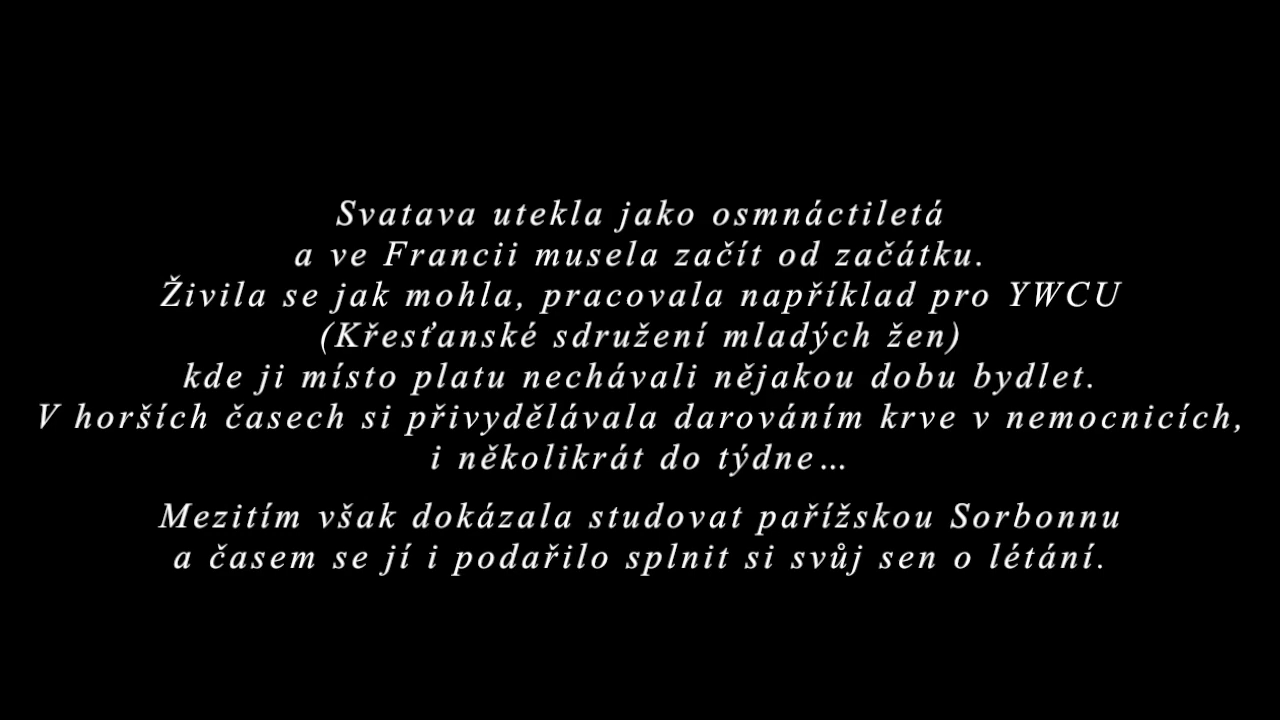 Svatava utekla jako osmnáctiletá
a ve Francii musela začít od začátku.
Živila se jak mohla, pracovala například pro YWCU
(Křesťanské sdružení mladých žen)
kde ji místo platu nechávali nějakou dobu bydlet.
V horších časech si přivydělávala darováním krve v nemocnicích,
i několikrát do týdne…
Mezitím však dokázala studovat pařížskou Sorbonnu
a časem se jí i podařilo splnit si svůj sen o létání.